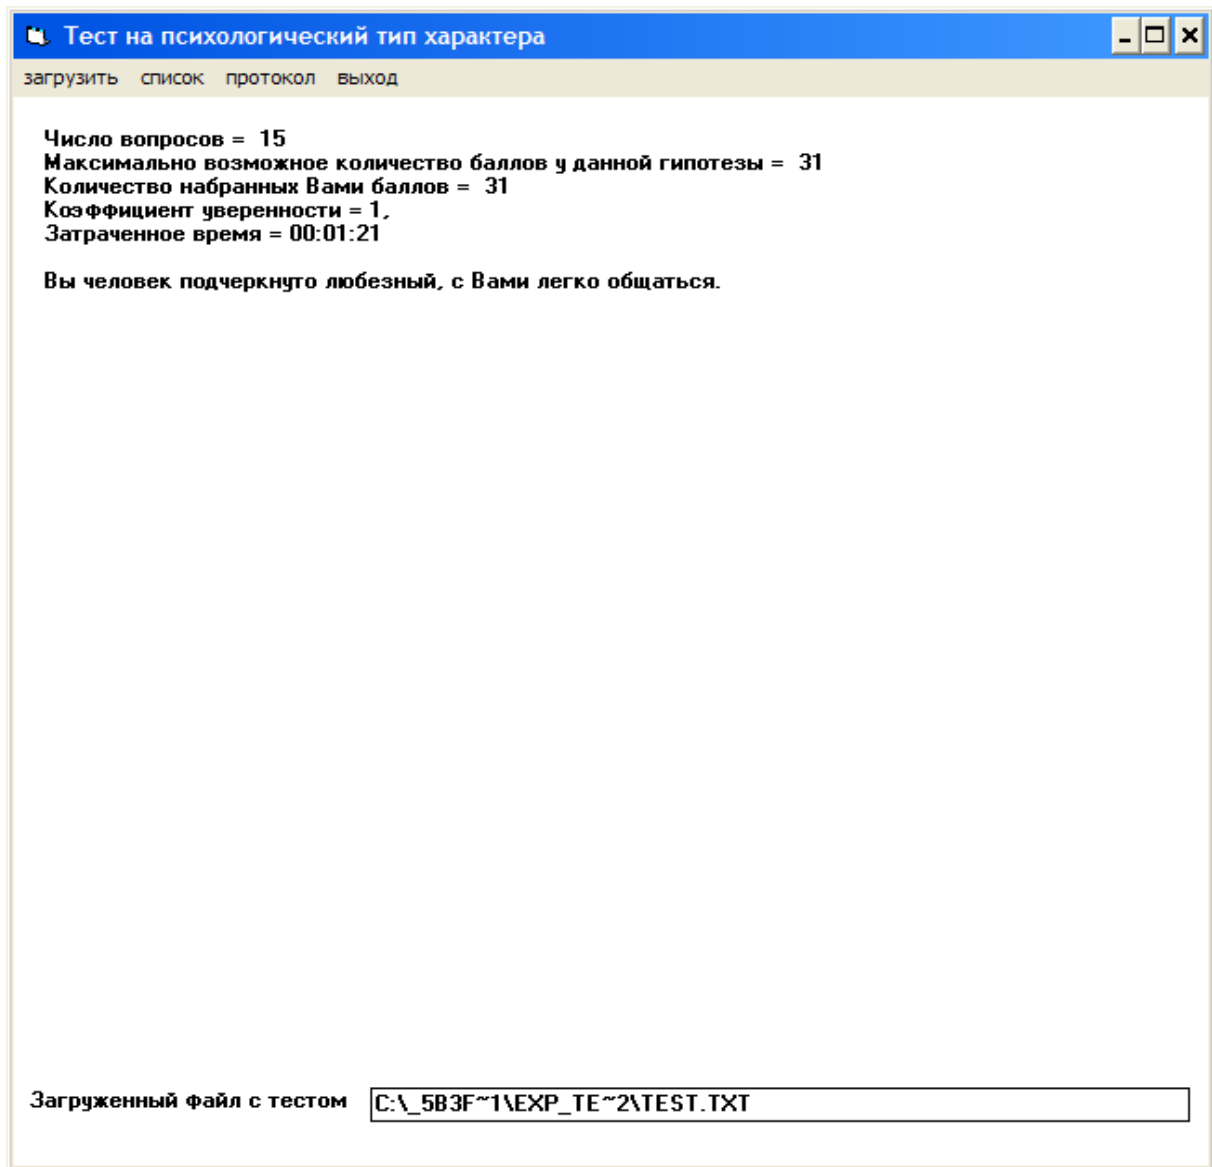 Тест на психологический тип характера
загрузить список протокол выход
Число вопросов = 15
Максимально возможное количество баллов у данной гипотезы = 31
Количество набранных Вами баллов = 31
Коэффициент уверенности = 1,
Затраченное время = 00:01:21
Вы человек подчеркнуто любезный, с Вами легко общаться.
Загруженный файл с тестом C:\_5B3F~1\EXP_TE~2\TEST.TXT